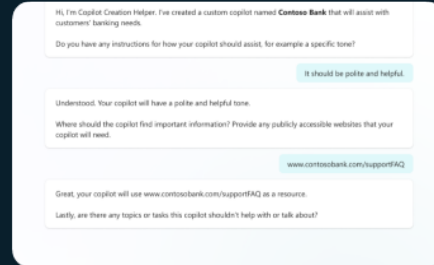 Hi, I'm Copilot Creation Helper. I've created a custom copilot named Contoso Bank that will assist with
customers' banking needs.
Do you have any instructions for how your copilot should assist, for example a specific tone?
It should be polite and helpful.
Understood. Your copilot will have a polite and helpful tone.
Where should the copilot find important information? Provide any publicly accessible websites that your
copilot will need.
www.contosobank.com/supportFAQ
Great, your copilot will use www.contosobank.com/supportFAQ as a resource.
Lastly, are there any topics or tasks this copilot shouldn't help with or talk about?